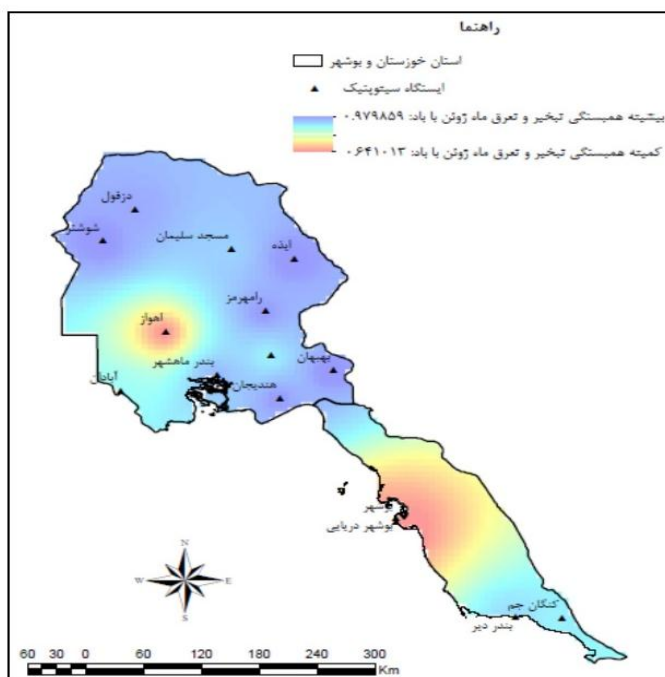 راهنما
استان خوزستان و بوشهر
ایستگاه سینوپتیک
بیشیته همبستگی تبخیر و تعرق ماه ژوئن با باد: ۰.۹۷۹۸۵۹
کمیته همبستگی تبخیر و تعرق ماه ژوئن با باد: ۰.۶۴۱۰۱۳
دزفول
شوشتر
مسجد سلیمان
ایذه
رامهرمز
اهواز
بهبهان
بندر ماهشهر
آبادان
هندیجان
بوشهر
بوشهر دریایی
کنگان جم
بندر دیر
N
W E
S
60 30 0 60 120 180 240 300
Km